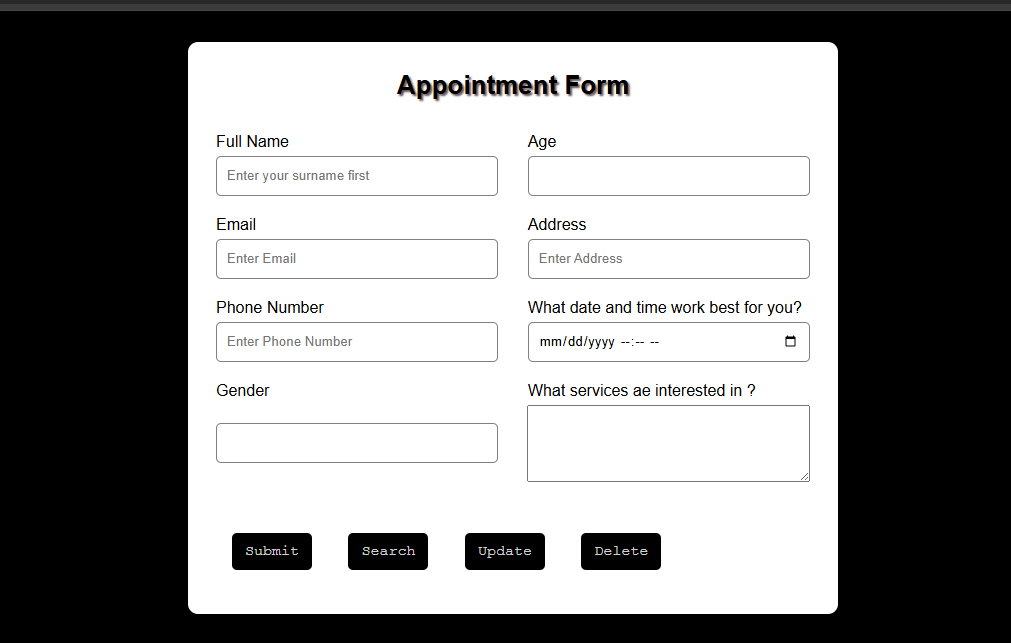 Appointment Form
Full Name
Enter your surname first
Age
Email
Enter Email
Address
Enter Address
Phone Number
Enter Phone Number
What date and time work best for you?
mm/dd/yyyy --:-- --
Gender
What services ae interested in ?
Submit
Search
Update
Delete